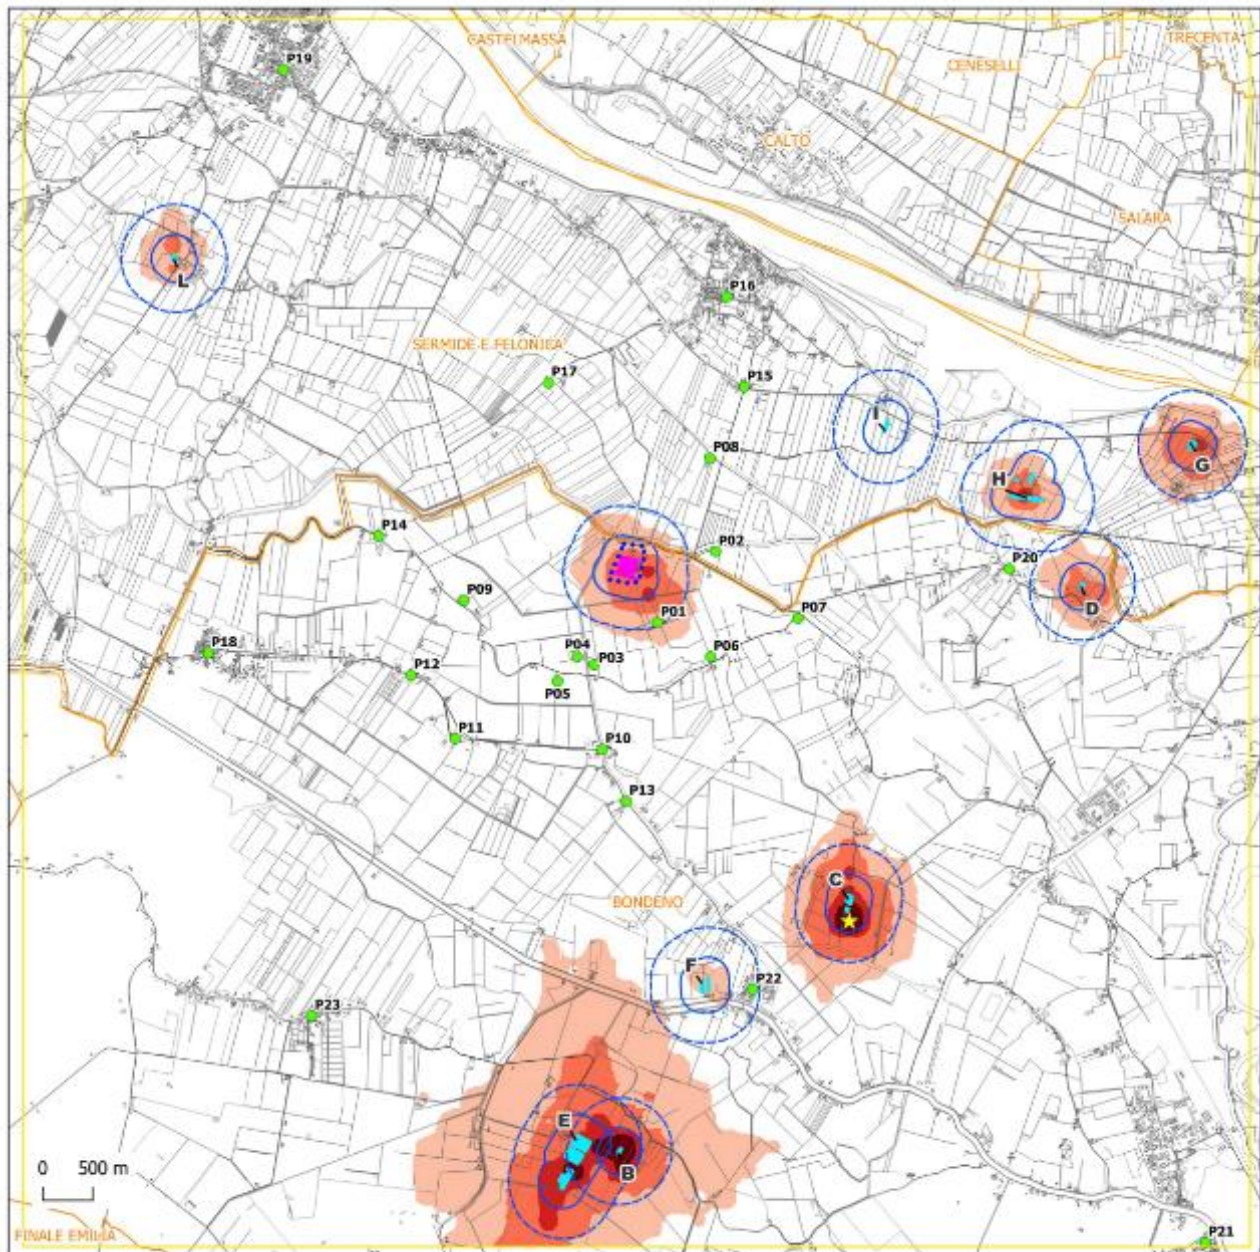 P19
CASTELMASSA
TRECENTA
CENESELLI
CALTO
SALARA
L
P16
SERMIDE E FELONICA
P17
P15
I
P08
G
H
P14
P02
P20
P09
P01
D
P07
P18
P04
P03
P06
P12
P05
P11
P10
P13
C
BONDENO
F
P22
P23
E
B
0 500 m
FINALE EMILIA
P21